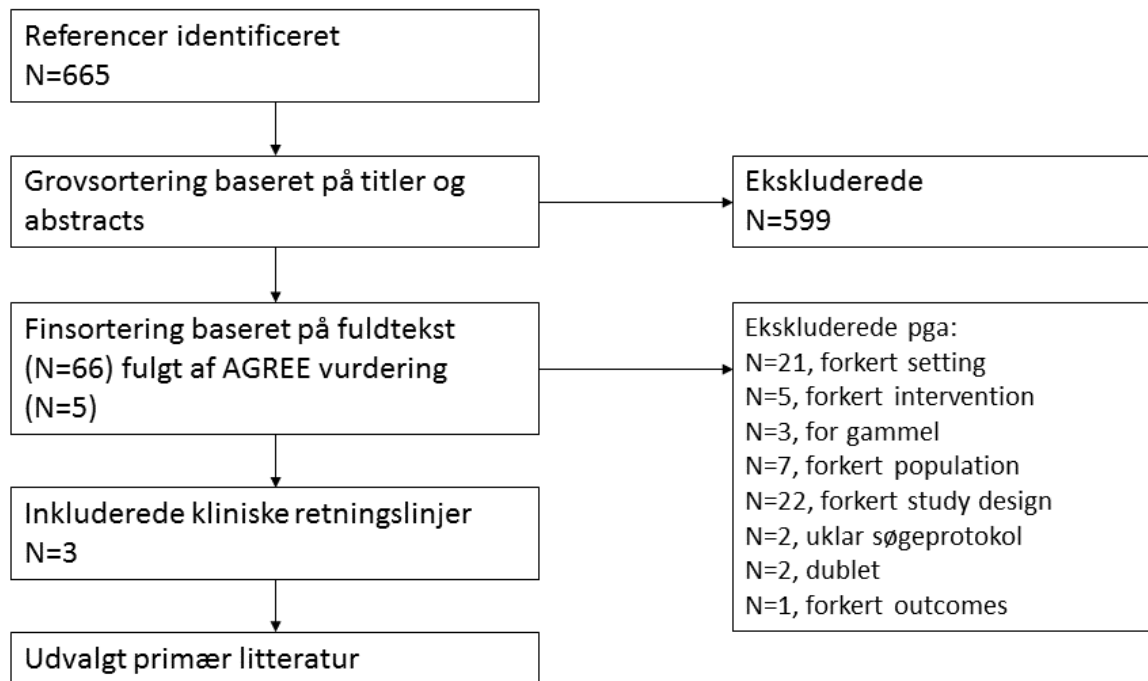 Referencer identificeret
N=665
Grovsortering baseret på titler og
abstracts
Ekskluderede
N=599
Finsortering baseret på fuldtekst
(N=66) fulgt af AGREE vurdering
(N=5)
Ekskluderede pga:
N=21, forkert setting
N=5, forkert intervention
N=3, for gammel
N=7, forkert population
N=22, forkert study design
N=2, uklar søgeprotokol
N=2, dublet
N=1, forkert outcomes
Inkluderede kliniske retningslinjer
N=3
Udvalgt primær litteratur